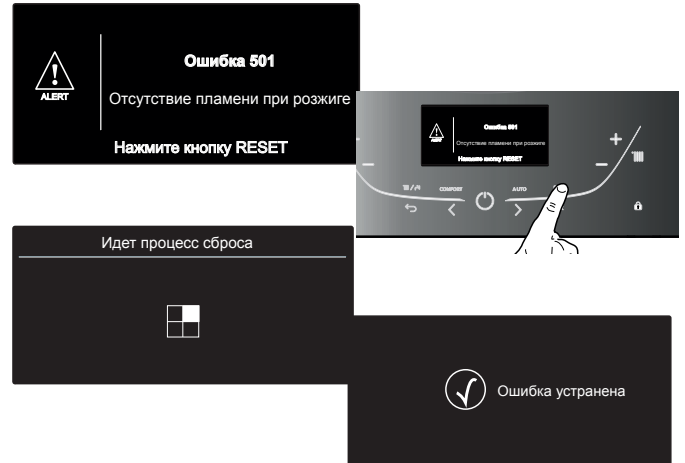 Ошибка 501
ALERT
Отсутствие пламени при розжиге
Нажмите кнопку RESET
Ошибка 501
ALERT
Отсутствие пламени при розжиге
Нажмите кнопку RESET
COMFORT
AUTO
Идет процесс сброса
Ошибка устранена